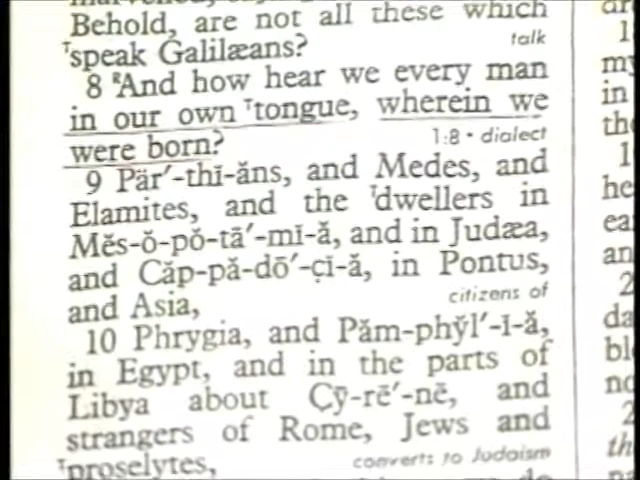 Behold, are not all these which
ᵀspeak Galilæans? talk
8 ᴿAnd how hear we every man
in our own ᵀtongue, wherein we
were born? 1:8 • dialect
9 Pär′-thĭ-ăns, and Medes, and
Elamites, and the ᵀdwellers in
Mĕs-ŏ-pŏ-tā′-mĭ-ă, and in Judæa,
and Căp-pă-dō′-çĭ-ă, in Pontus,
and Asia, citizens of
10 Phrygia, and Păm-phўl′-ĭ-ă,
in Egypt, and in the parts of
Libya about Çȳ-rē′-nē, and
strangers of Rome, Jews and
ᵀproselytes, converts to Judaism